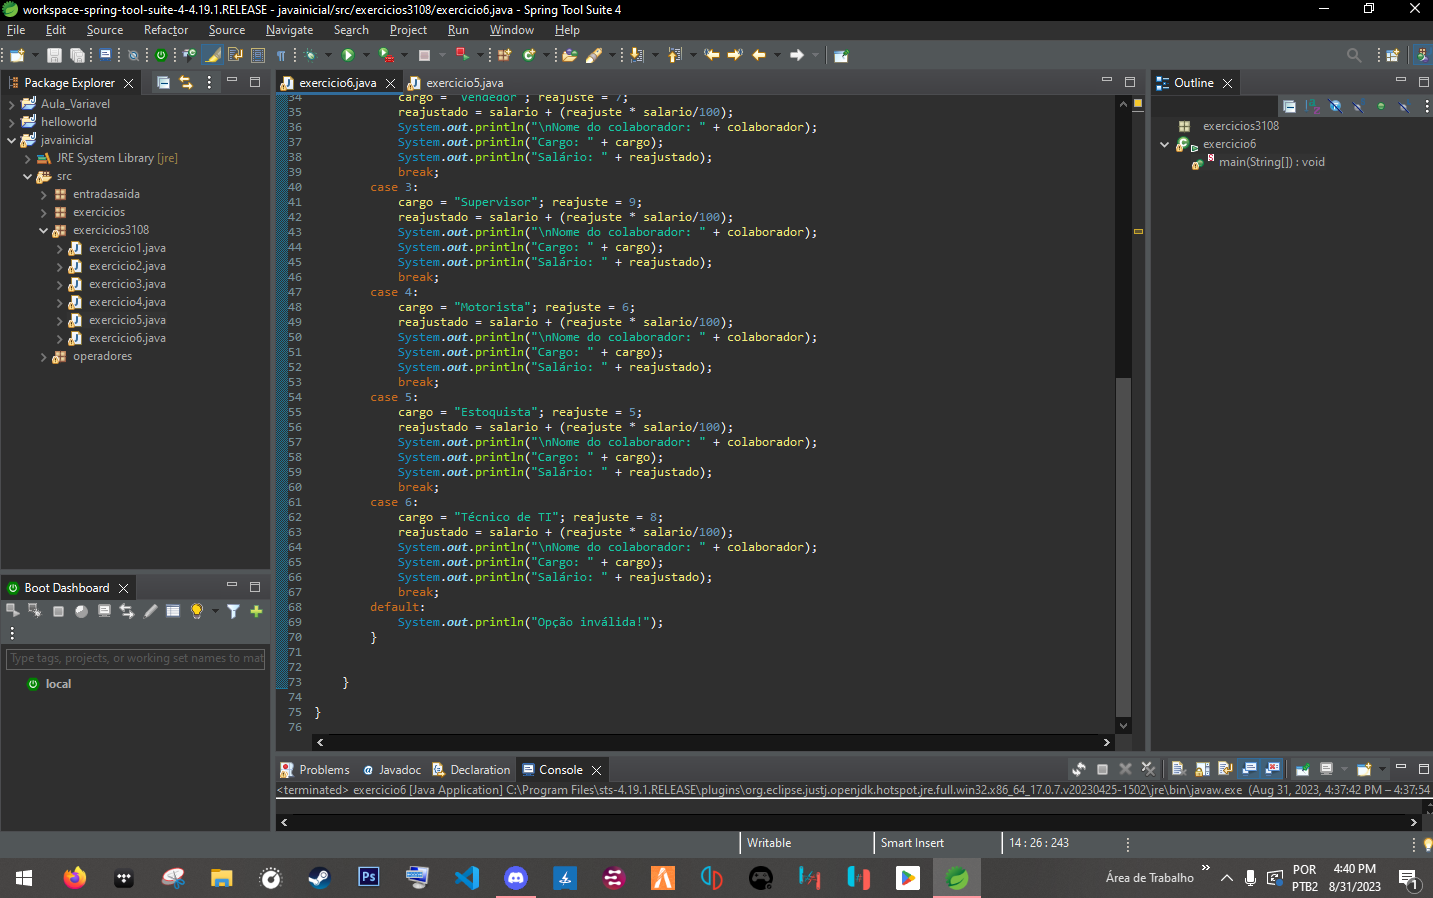 workspace-spring-tool-suite-4-4.19.1.RELEASE - javainicial/src/exercicios3108/exercicio6.java - Spring Tool Suite 4
File Edit Source Refactor Source Navigate Search Project Run Window Help
Package Explorer
Aula_Variavel
helloworld
javainicial
JRE System Library [jre]
src
entradasaida
exercicios
exercicios3108
exercicio1.java
exercicio2.java
exercicio3.java
exercicio4.java
exercicio5.java
exercicio6.java
operadores
Boot Dashboard
Type tags, projects, or working set names to mat
local
exercicio6.java
exercicio5.java
34 cargo = "Vendedor"; reajuste = 7;
35 reajustado = salario + (reajuste * salario/100);
36 System.out.println("\nNome do colaborador: " + colaborador);
37 System.out.println("Cargo: " + cargo);
38 System.out.println("Salário: " + reajustado);
39 break;
40 case 3:
41 cargo = "Supervisor"; reajuste = 9;
42 reajustado = salario + (reajuste * salario/100);
43 System.out.println("\nNome do colaborador: " + colaborador);
44 System.out.println("Cargo: " + cargo);
45 System.out.println("Salário: " + reajustado);
46 break;
47 case 4:
48 cargo = "Motorista"; reajuste = 6;
49 reajustado = salario + (reajuste * salario/100);
50 System.out.println("\nNome do colaborador: " + colaborador);
51 System.out.println("Cargo: " + cargo);
52 System.out.println("Salário: " + reajustado);
53 break;
54 case 5:
55 cargo = "Estoquista"; reajuste = 5;
56 reajustado = salario + (reajuste * salario/100);
57 System.out.println("\nNome do colaborador: " + colaborador);
58 System.out.println("Cargo: " + cargo);
59 System.out.println("Salário: " + reajustado);
60 break;
61 case 6:
62 cargo = "Técnico de TI"; reajuste = 8;
63 reajustado = salario + (reajuste * salario/100);
64 System.out.println("\nNome do colaborador: " + colaborador);
65 System.out.println("Cargo: " + cargo);
66 System.out.println("Salário: " + reajustado);
67 break;
68 default:
69 System.out.println("Opção inválida!");
70 }
71
72
73 }
74
75 }
76
Outline
exercicios3108
exercicio6
main(String[]) : void
Problems Javadoc Declaration Console
<terminated> exercicio6 [Java Application] C:\Program Files\sts-4.19.1.RELEASE\plugins\org.eclipse.justj.openjdk.hotspot.jre.full.win32.x86_64_17.0.7.v20230425-1502\jre\bin\javaw.exe (Aug 31, 2023, 4:37:42 PM – 4:37:54
Writable Smart Insert 14 : 26 : 243
Área de Trabalho
POR
PTB2
4:40 PM
8/31/2023
1